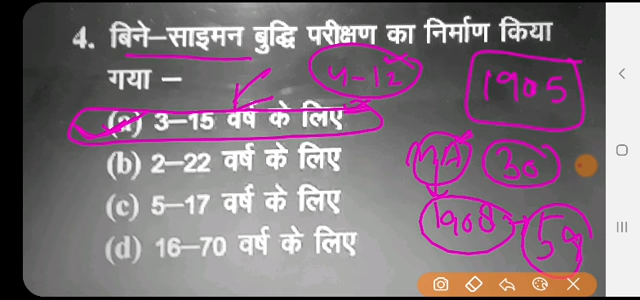 4. बिने–साइमन बुद्धि परीक्षण का निर्माण किया
गया –
4-12
1905
(a) 3–15 वर्ष के लिए
(b) 2–22 वर्ष के लिए
MA
30
(c) 5–17 वर्ष के लिए
1908-59
(d) 16–70 वर्ष के लिए